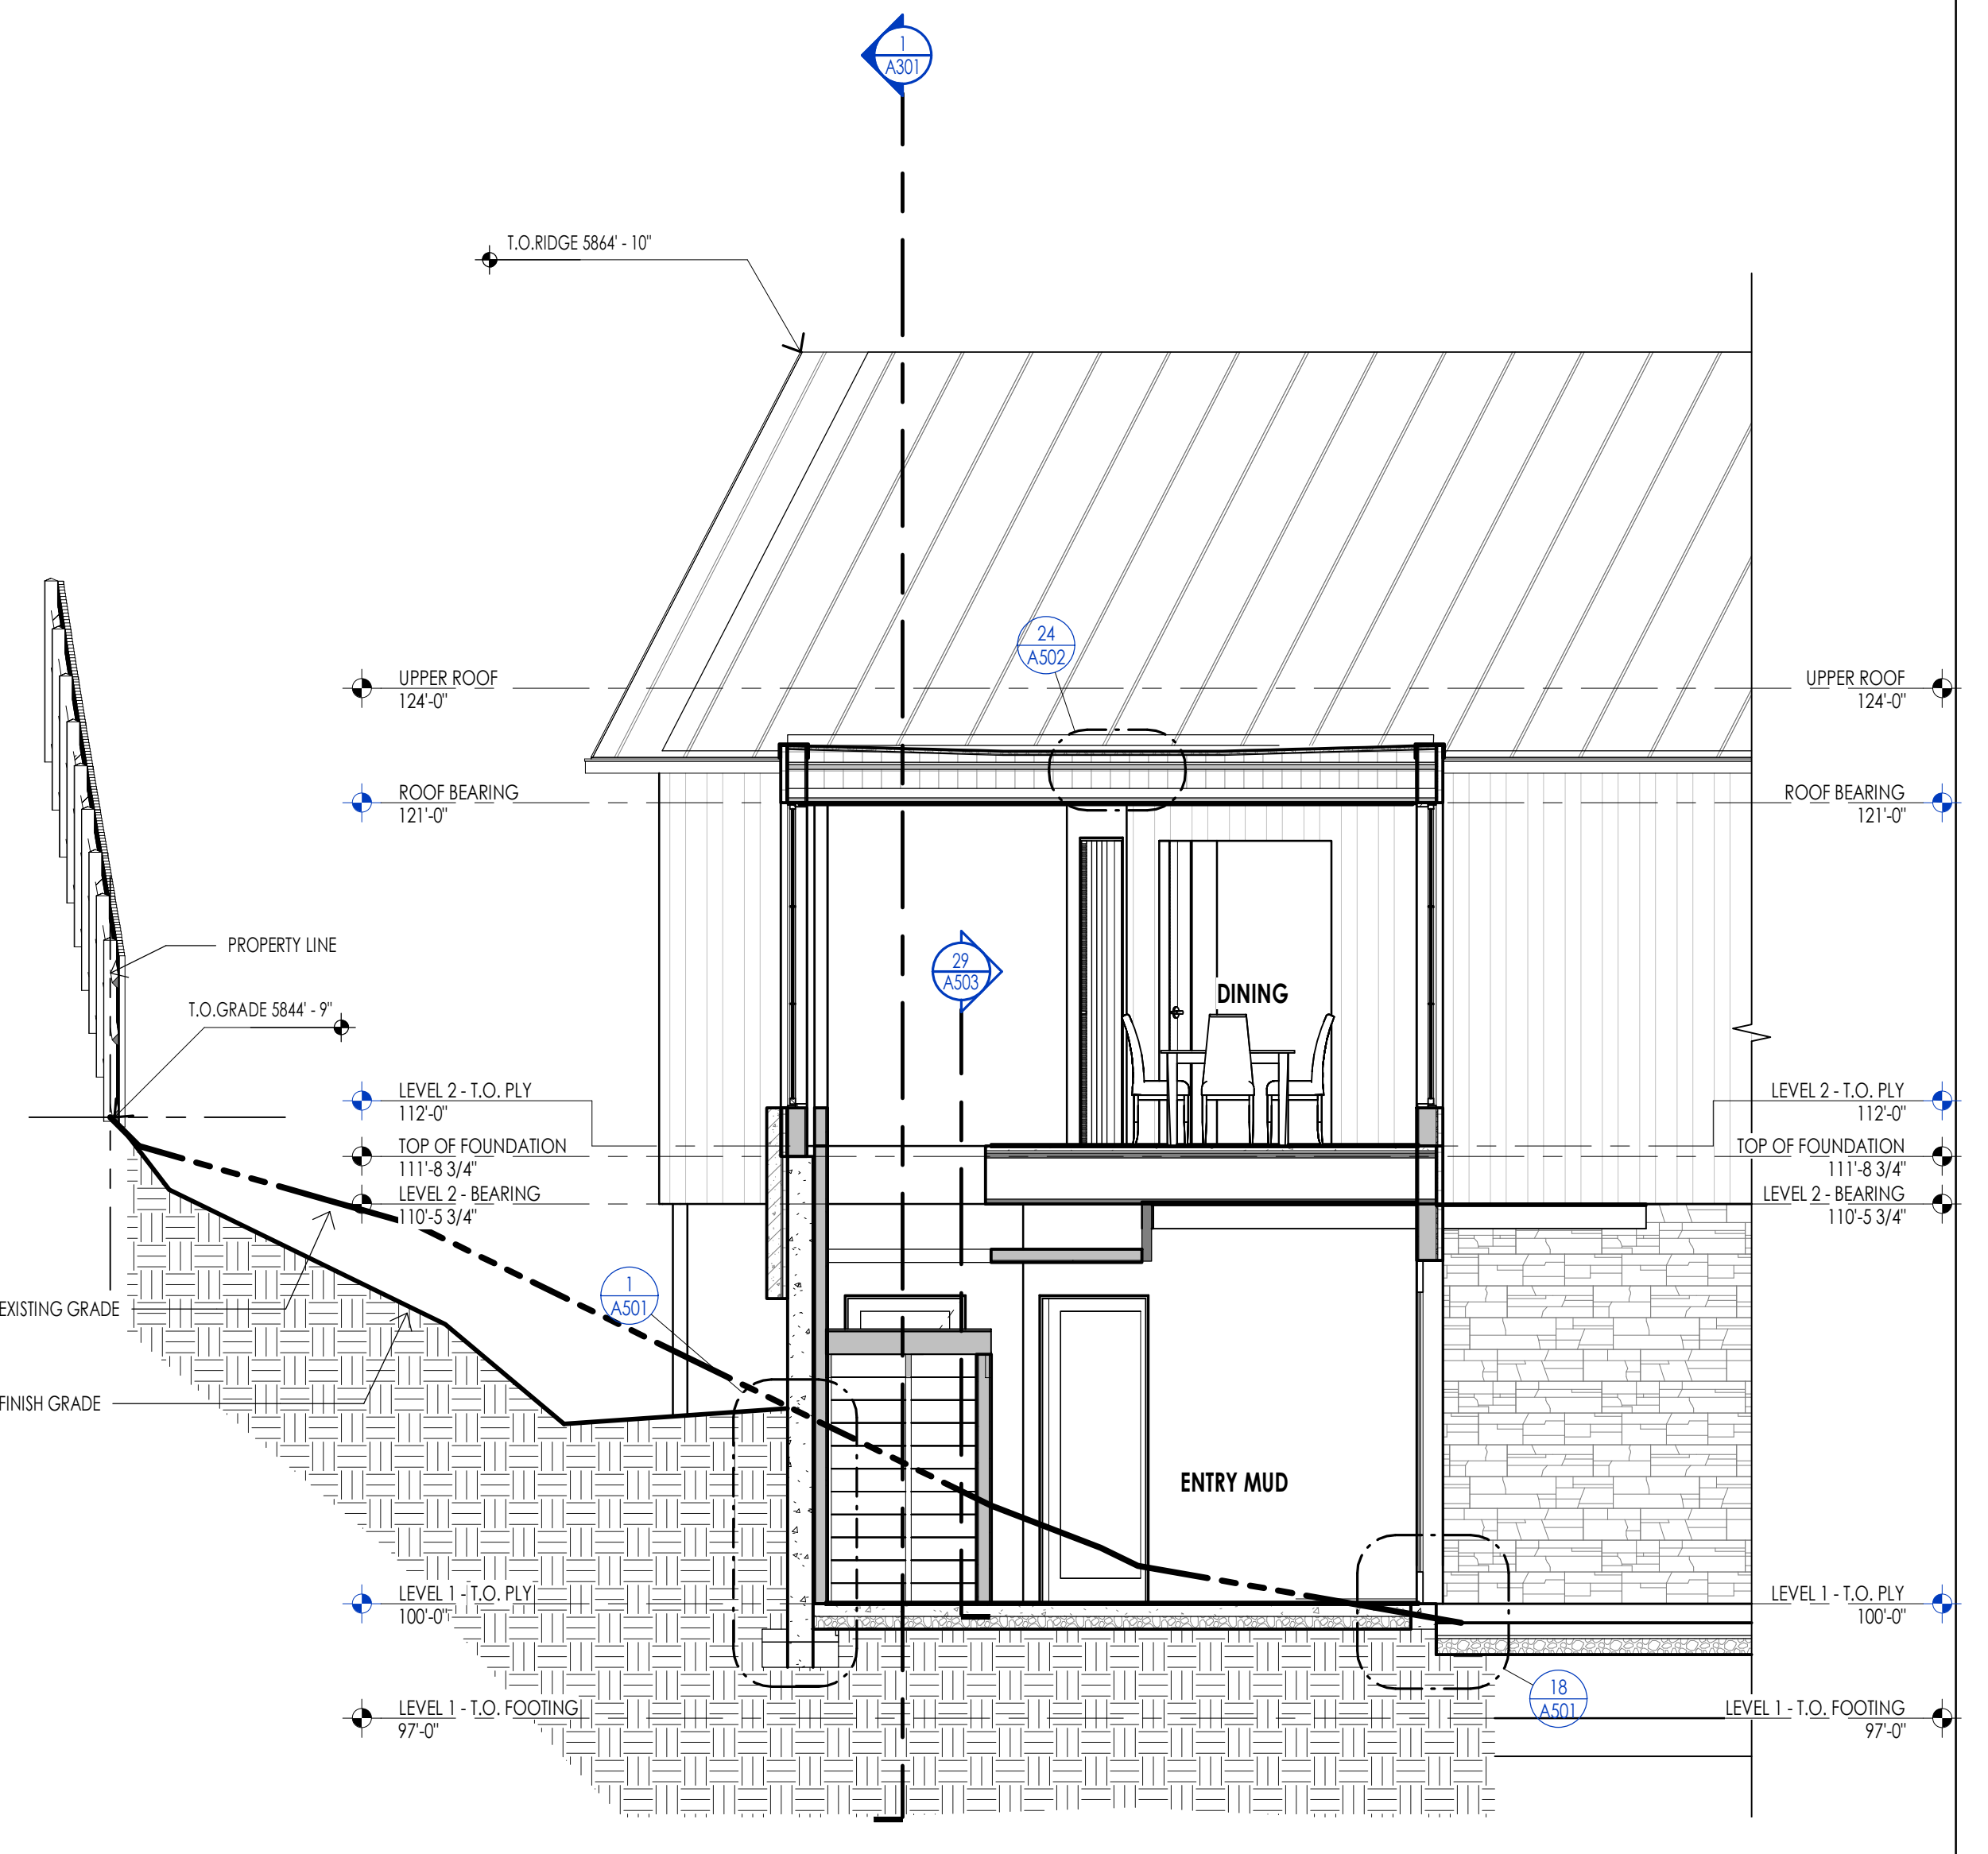 1
A301
T.O.RIDGE 5864' - 10"
24
A502
UPPER ROOF
124'-0"
UPPER ROOF
124'-0"
ROOF BEARING
121'-0"
ROOF BEARING
121'-0"
PROPERTY LINE
29
A503
DINING
T.O.GRADE 5844' - 9"
LEVEL 2 - T.O. PLY
112'-0"
LEVEL 2 - T.O. PLY
112'-0"
TOP OF FOUNDATION
111'-8 3/4"
TOP OF FOUNDATION
111'-8 3/4"
LEVEL 2 - BEARING
110'-5 3/4"
LEVEL 2 - BEARING
110'-5 3/4"
EXISTING GRADE
1
A501
FINISH GRADE
ENTRY MUD
LEVEL 1 - T.O. PLY
100'-0"
LEVEL 1 - T.O. PLY
100'-0"
18
A501
LEVEL 1 - T.O. FOOTING
97'-0"
LEVEL 1 - T.O. FOOTING
97'-0"